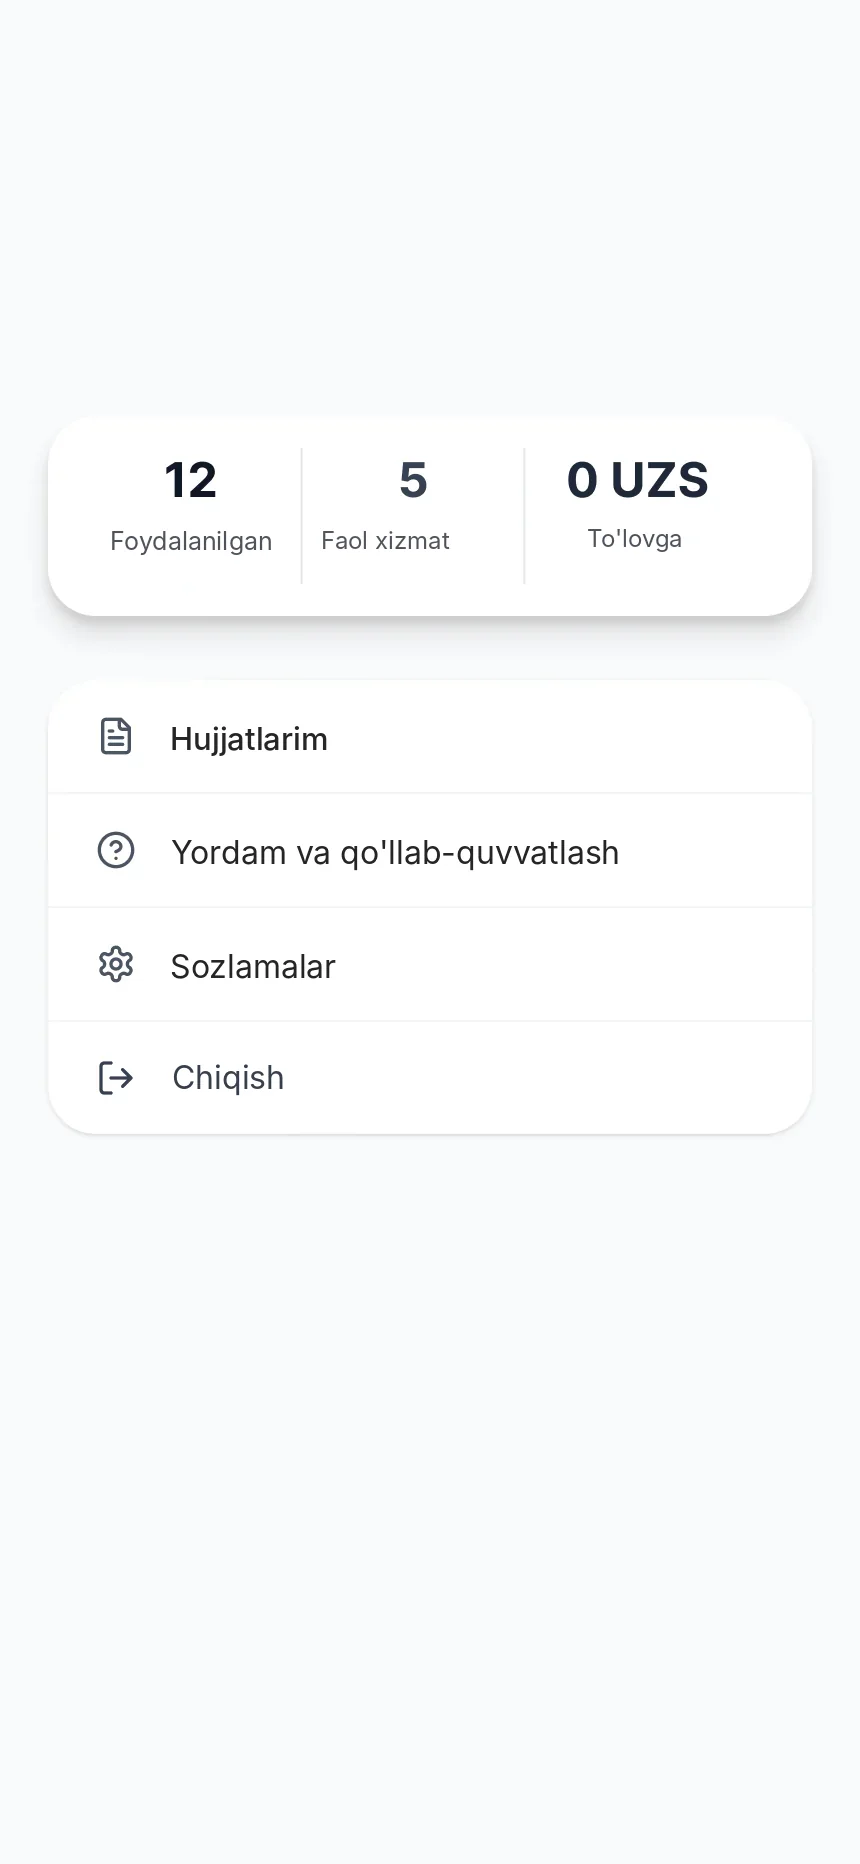 12 5 0 UZS
Foydalanilgan Faol xizmat To'lovga
Hujjatlarim
Yordam va qo'llab-quvvatlash
Sozlamalar
Chiqish